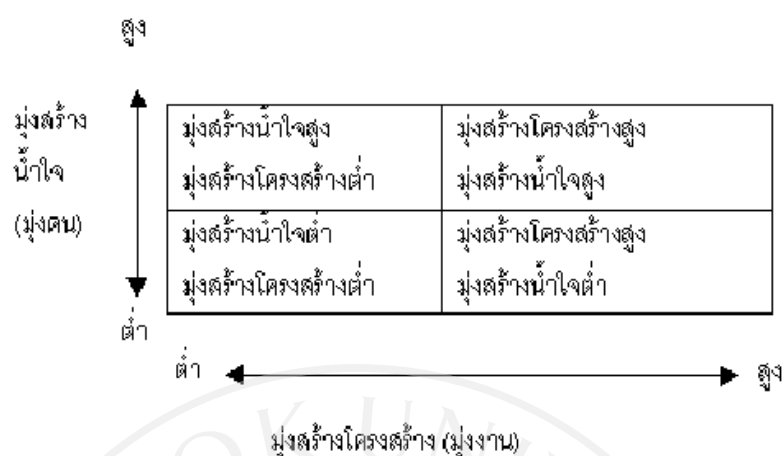 สูง
มุ่งสร้าง
น้ำใจ
(มุ่งคน)
มุ่งสร้างน้ำใจสูง
มุ่งสร้างโครงสร้างต่ำ
มุ่งสร้างโครงสร้างสูง
มุ่งสร้างน้ำใจสูง
มุ่งสร้างน้ำใจต่ำ
มุ่งสร้างโครงสร้างต่ำ
มุ่งสร้างโครงสร้างสูง
มุ่งสร้างน้ำใจต่ำ
ต่ำ
ต่ำ สูง
มุ่งสร้างโครงสร้าง (มุ่งงาน)